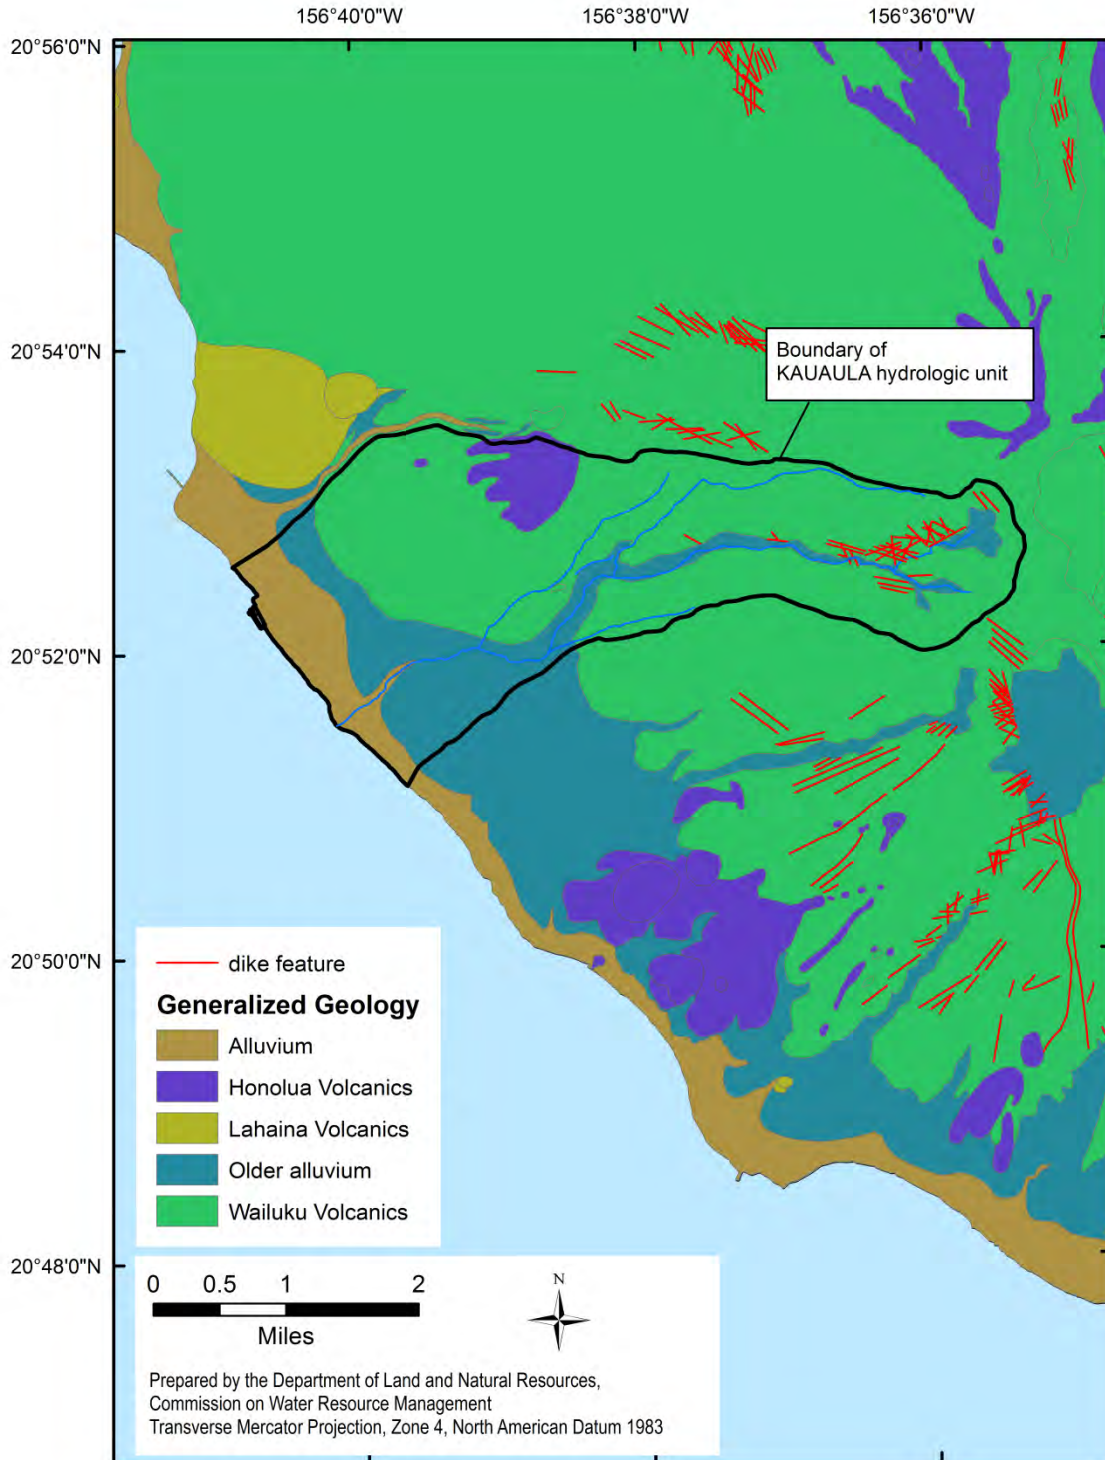 156°40'0"W 156°38'0"W 156°36'0"W
20°56'0"N
20°54'0"N
Boundary of
KAUAULA hydrologic unit
20°52'0"N
20°50'0"N
dike feature
Generalized Geology
Alluvium
Honolua Volcanics
Lahaina Volcanics
Older alluvium
Wailuku Volcanics
20°48'0"N
0 0.5 1 2
Miles
N
Prepared by the Department of Land and Natural Resources,
Commission on Water Resource Management
Transverse Mercator Projection, Zone 4, North American Datum 1983